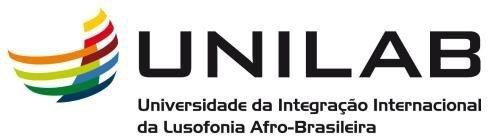 UNILAB
Universidade da Integração Internacional
da Lusofonia Afro-Brasileira